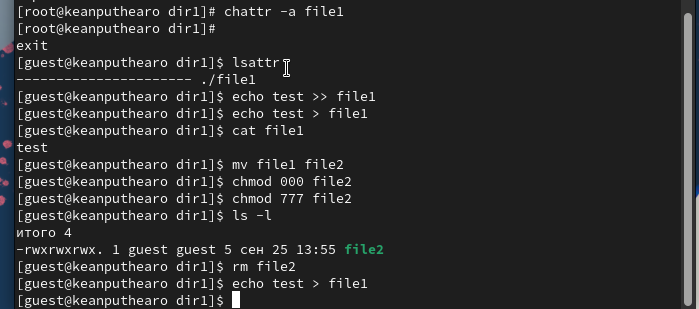 [root@keanputhearo dir1]# chattr -a file1
[root@keanputhearo dir1]#
exit
[guest@keanputhearo dir1]$ lsattr
---------------------- ./file1
[guest@keanputhearo dir1]$ echo test >> file1
[guest@keanputhearo dir1]$ echo test > file1
[guest@keanputhearo dir1]$ cat file1
test
[guest@keanputhearo dir1]$ mv file1 file2
[guest@keanputhearo dir1]$ chmod 000 file2
[guest@keanputhearo dir1]$ chmod 777 file2
[guest@keanputhearo dir1]$ ls -l
итого 4
-rwxrwxrwx. 1 guest guest 5 сен 25 13:55 file2
[guest@keanputhearo dir1]$ rm file2
[guest@keanputhearo dir1]$ echo test > file1
[guest@keanputhearo dir1]$